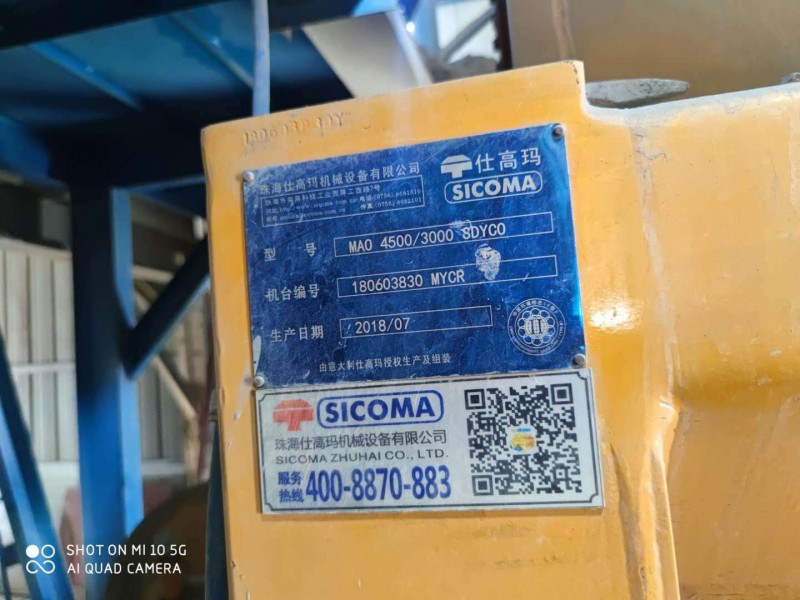 珠海仕高玛机械设备有限公司
仕高玛
SICOMA
型 号 MAO 4500/3000 SDYCO
机台编号 180603830 MYCR
生产日期 2018/07
由意大利仕高玛授权生产及组装
SICOMA
珠海仕高玛机械设备有限公司
SICOMA ZHUHAI CO., LTD.
服务热线 400-8870-883
SHOT ON MI 10 5G
AI QUAD CAMERA